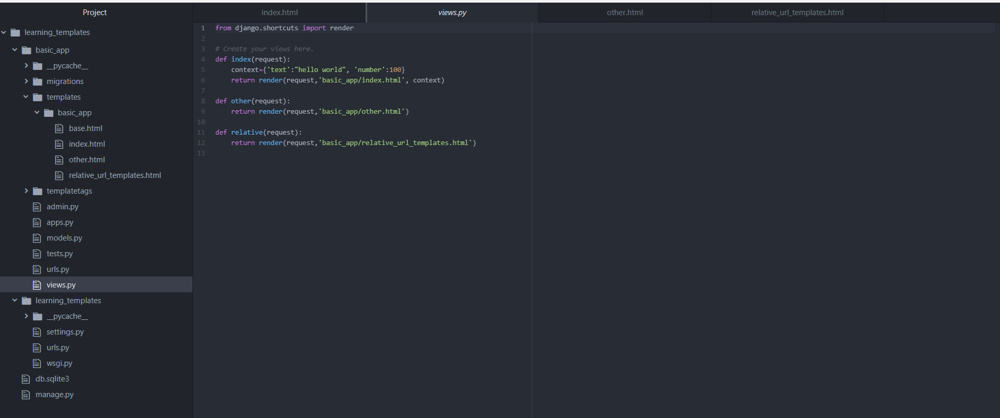 Project
learning_templates
basic_app
__pycache__
migrations
templates
basic_app
base.html
index.html
other.html
relative_url_templates.html
templatetags
admin.py
apps.py
models.py
tests.py
urls.py
views.py
learning_templates
__pycache__
settings.py
urls.py
wsgi.py
db.sqlite3
manage.py
index.html views.py other.html relative_url_templates.html
1 from django.shortcuts import render
2
3 # Create your views here.
4 def index(request):
5     context={'text':"hello world", 'number':100}
6     return render(request,'basic_app/index.html', context)
7
8 def other(request):
9     return render(request,'basic_app/other.html')
10
11 def relative(request):
12     return render(request,'basic_app/relative_url_templates.html')
13